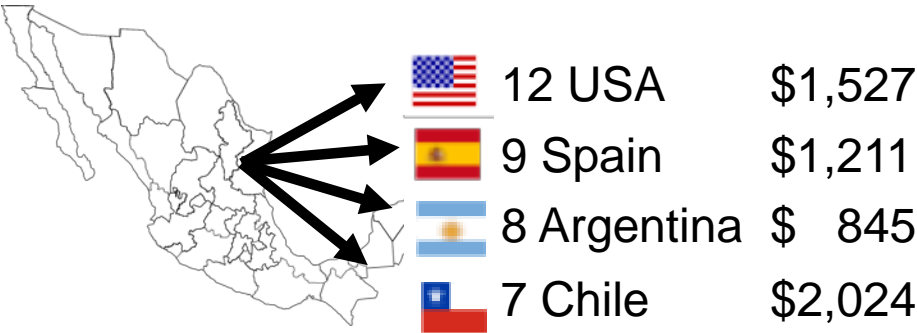 12 USA $1,527
9 Spain $1,211
8 Argentina $ 845
7 Chile $2,024